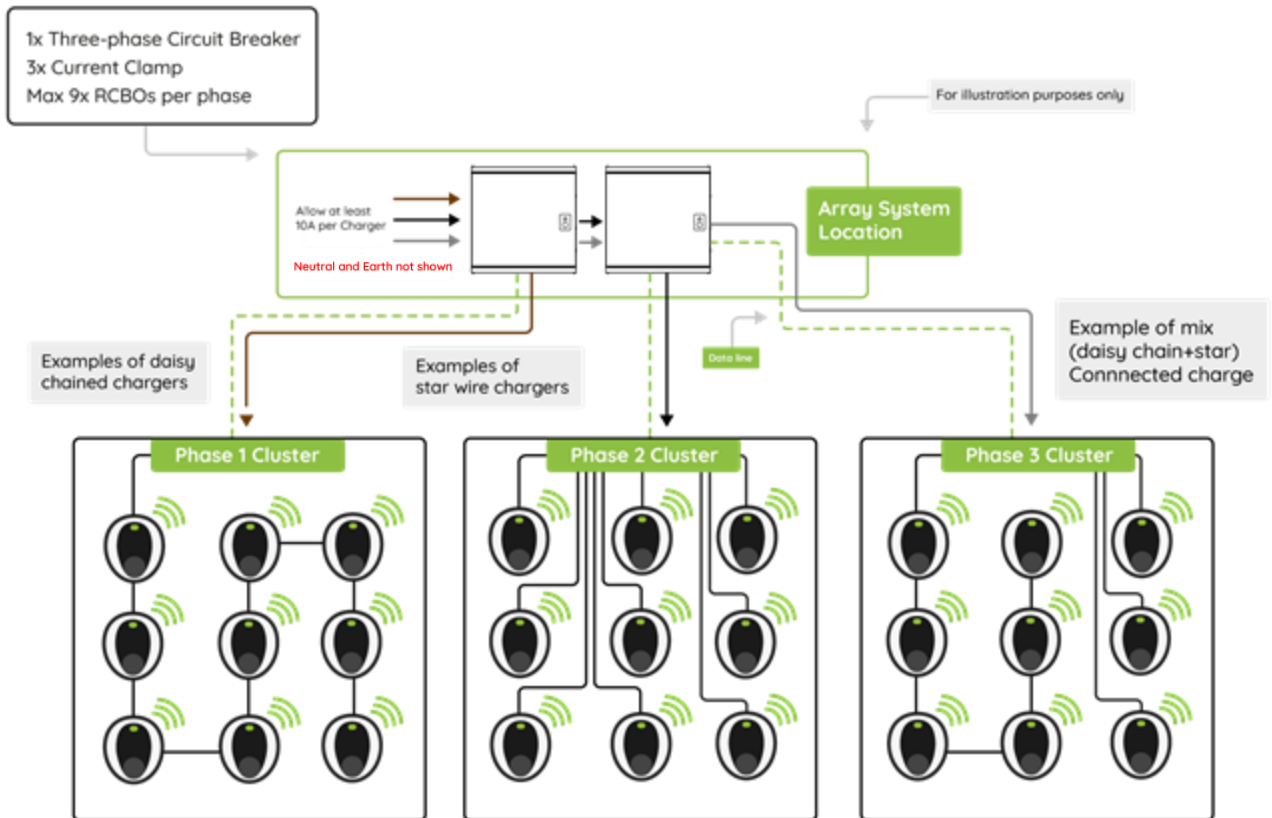 1x Three-phase Circuit Breaker
3x Current Clamp
Max 9x RCBOs per phase
For illustration purposes only
Allow at least
10A per Charger
Neutral and Earth not shown
Array System
Location
Examples of daisy
chained chargers
Examples of
star wire chargers
Data line
Example of mix
(daisy chain+star)
Connnected charge
Phase 1 Cluster
Phase 2 Cluster
Phase 3 Cluster